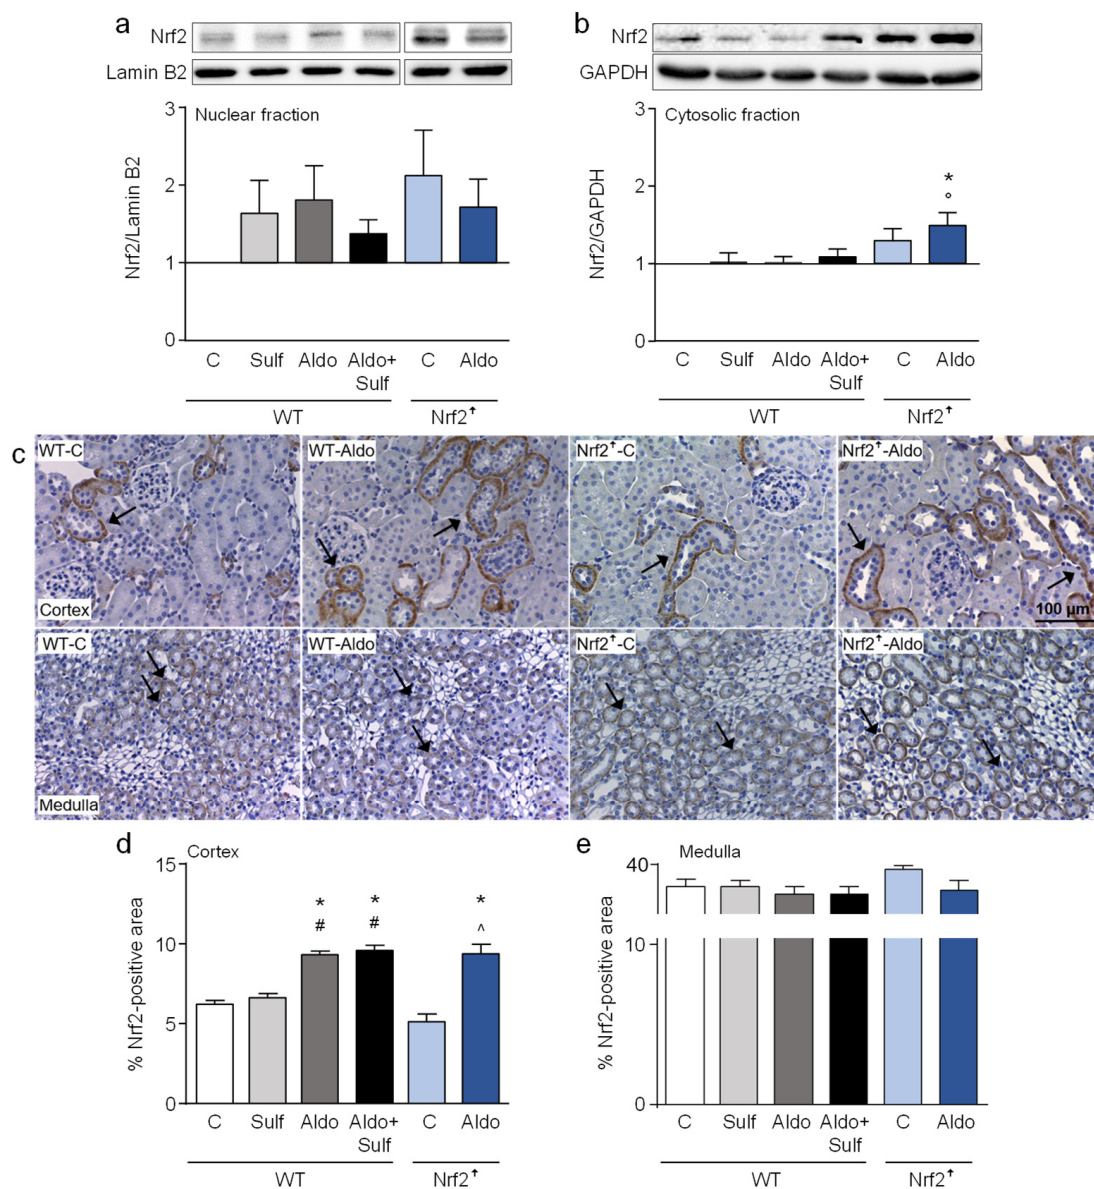 a
Nrf2
Lamin B2
3
2
1
0
Nrf2/Lamin B2
Nuclear fraction
C
Sulf
Aldo
Aldo+
Sulf
C
Aldo
WT
Nrf2↑
b
Nrf2
GAPDH
3
2
1
0
Nrf2/GAPDH
Cytosolic fraction
*
°
C
Sulf
Aldo
Aldo+
Sulf
C
Aldo
WT
Nrf2↑
c
WT-C
WT-Aldo
Nrf2↑-C
Nrf2↑-Aldo
Cortex
100 µm
WT-C
WT-Aldo
Nrf2↑-C
Nrf2↑-Aldo
Medulla
d
Cortex
15
10
5
0
% Nrf2-positive area
*
#
*
#
*
^
C
Sulf
Aldo
Aldo+
Sulf
C
Aldo
WT
Nrf2↑
e
Medulla
40
10
0
% Nrf2-positive area
C
Sulf
Aldo
Aldo+
Sulf
C
Aldo
WT
Nrf2↑